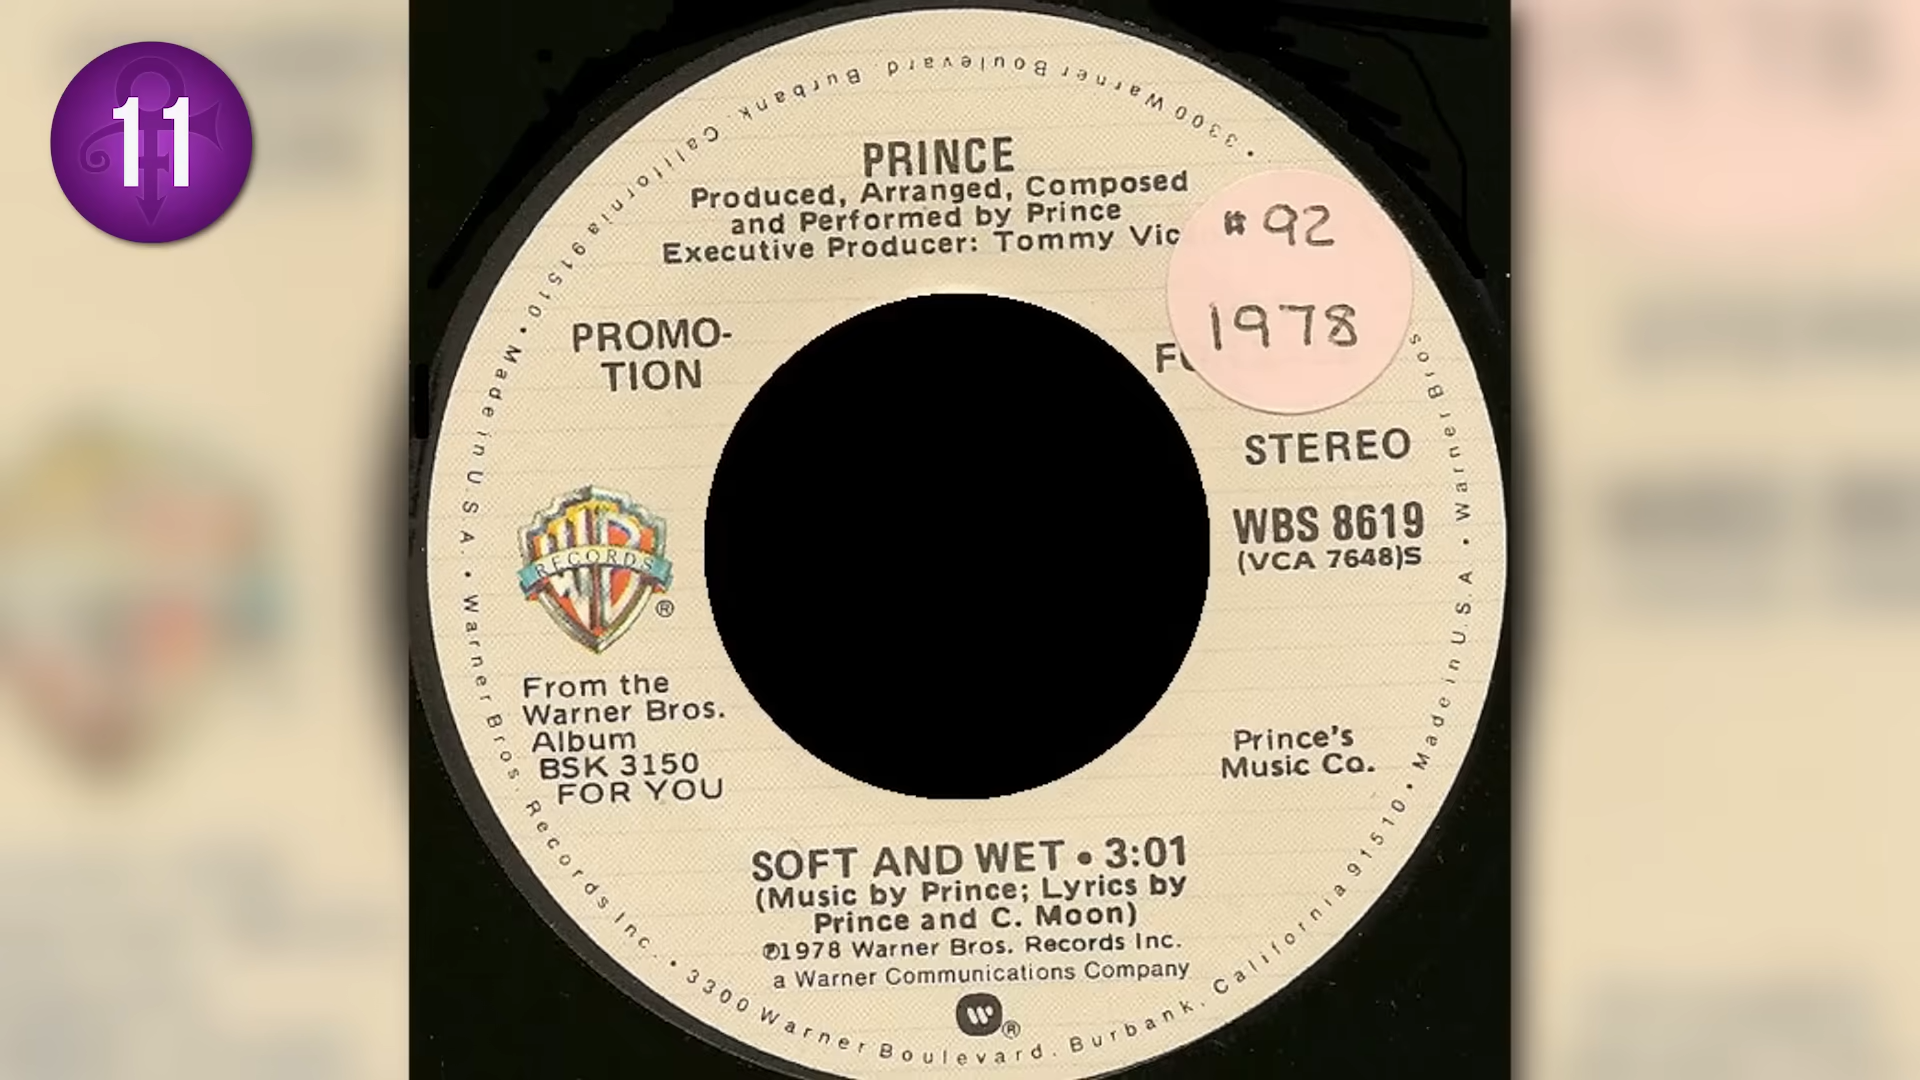 11
3300 Warner Boulevard. Burbank. California 91510 • Made in U.S.A. • Warner Bros. Records Inc. • 3300 Warner Boulevard. Burbank. California 91510 • Made in U.S.A. • Warner Bros
PRINCE
Produced, Arranged, Composed
and Performed by Prince
Executive Producer: Tommy Vic
# 92
1978
PROMO-
TION
STEREO
WBS 8619
(VCA 7648)S
WB
RECORDS
®
From the
Warner Bros.
Album
BSK 3150
FOR YOU
Prince's
Music Co.
SOFT AND WET • 3:01
(Music by Prince; Lyrics by
Prince and C. Moon)
℗1978 Warner Bros. Records Inc.
a Warner Communications Company
®